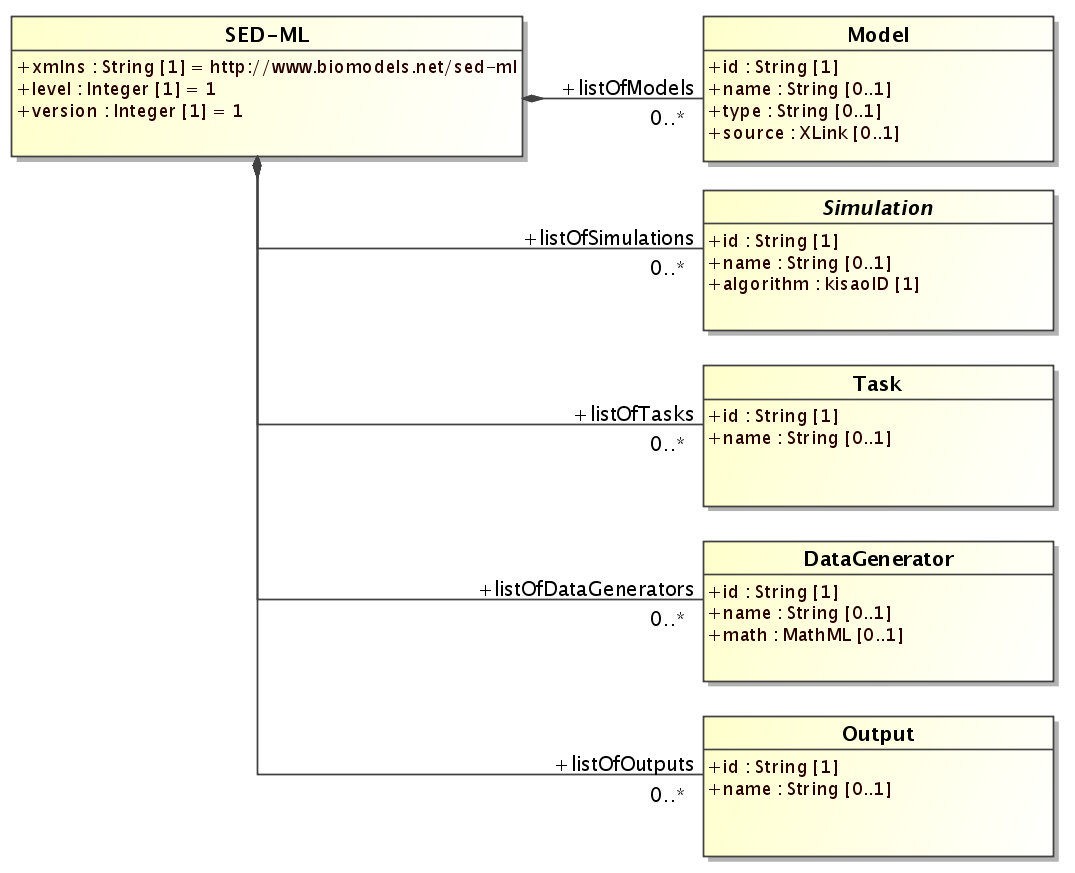 SED-ML
+xmlns : String [1] = http://www.biomodels.net/sed-ml
+level : Integer [1] = 1
+version : Integer [1] = 1
+listOfModels
0..*
Model
+id : String [1]
+name : String [0..1]
+type : String [0..1]
+source : XLink [0..1]
+listOfSimulations
0..*
Simulation
+id : String [1]
+name : String [0..1]
+algorithm : kisaoID [1]
+listOfTasks
0..*
Task
+id : String [1]
+name : String [0..1]
+listOfDataGenerators
0..*
DataGenerator
+id : String [1]
+name : String [0..1]
+math : MathML [0..1]
+listOfOutputs
0..*
Output
+id : String [1]
+name : String [0..1]